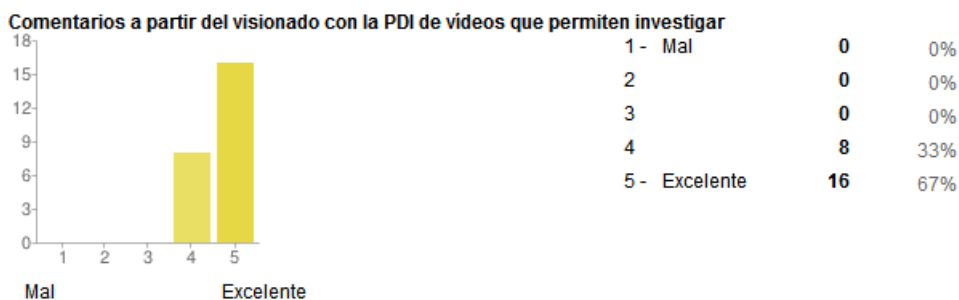 Comentarios a partir del visionado con la PDI de vídeos que permiten investigar
18
15
12
9
6
3
0
1 2 3 4 5
Mal Excelente
1 - Mal 0 0%
2 0 0%
3 0 0%
4 8 33%
5 - Excelente 16 67%